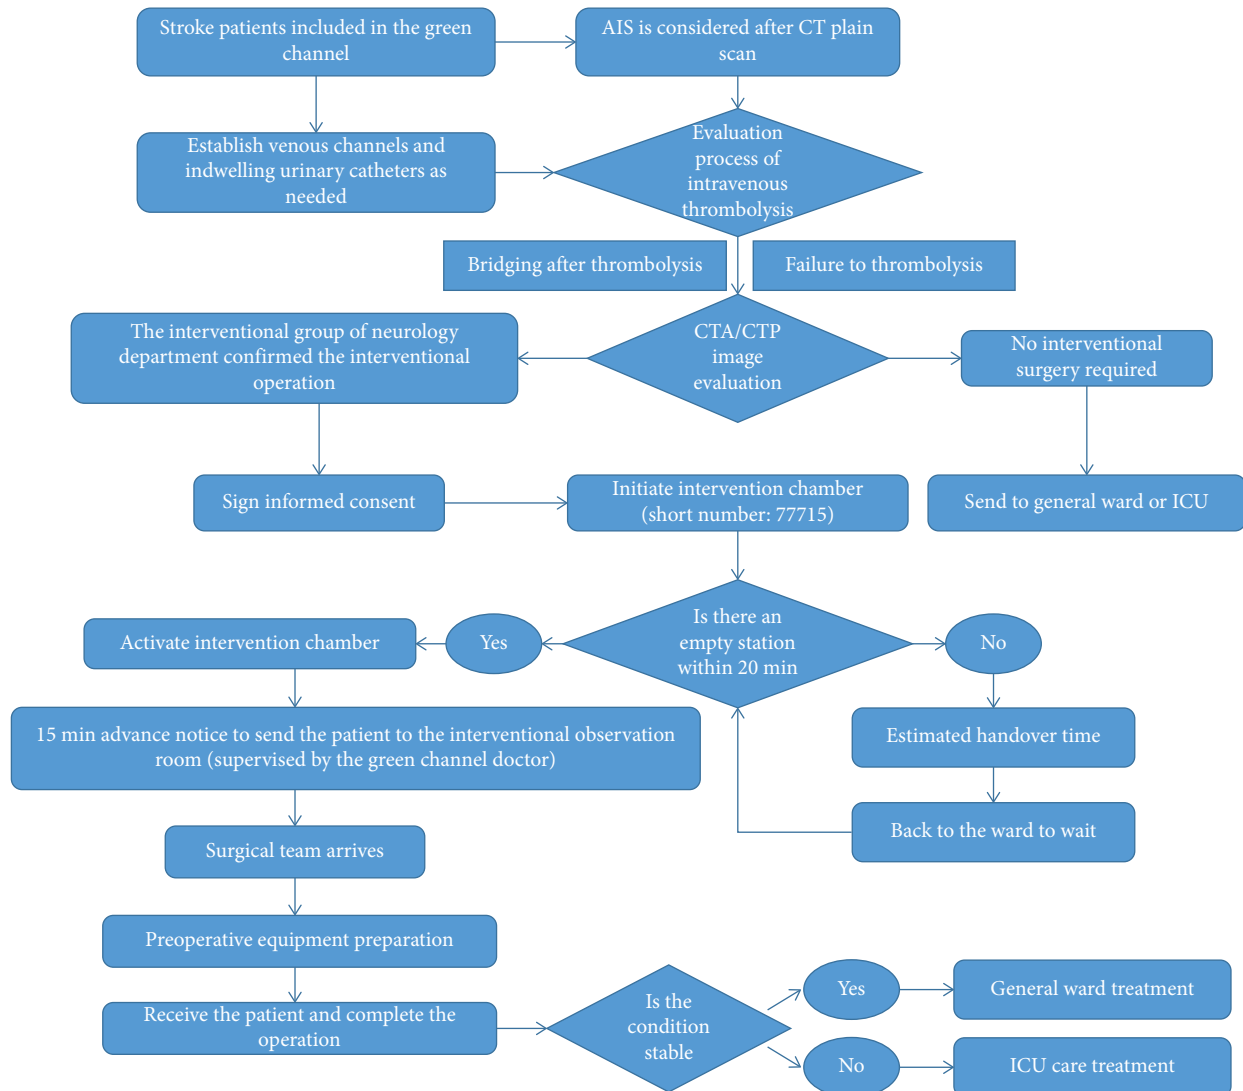 Stroke patients included in the green
channel
AIS is considered after CT plain
scan
Establish venous channels and
indwelling urinary catheters as
needed
Evaluation
process of
intravenous
thrombolysis
Bridging after thrombolysis
Failure to thrombolysis
The interventional group of neurology
department confirmed the interventional
operation
CTA/CTP
image
evaluation
No interventional
surgery required
Sign informed consent
Initiate intervention chamber
(short number: 77715)
Send to general ward or ICU
Activate intervention chamber
Yes
Is there an
empty station
within 20 min
No
15 min advance notice to send the patient to the interventional observation
room (supervised by the green channel doctor)
Estimated handover time
Back to the ward to wait
Surgical team arrives
Preoperative equipment preparation
Receive the patient and complete the
operation
Is the
condition
stable
Yes
General ward treatment
No
ICU care treatment